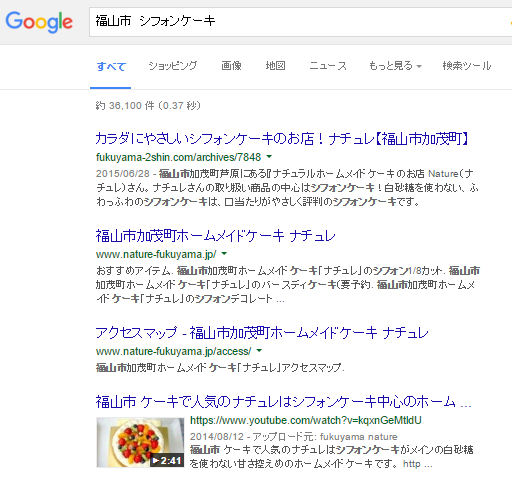 Google 福山市 シフォンケーキ
すべて ショッピング 画像 地図 ニュース もっと見る 検索ツール
約 36,100 件 (0.37 秒)
カラダにやさしいシフォンケーキのお店！ナチュレ【福山市加茂町】
fukuyama-2shin.com/archives/7848
2015/06/28 - 福山市加茂町芦原にある『ナチュラルホームメイドケーキのお店 Nature（ナ
チュレ）さん。ナチュレさんの取り扱い商品の中心はシフォンケーキ！白砂糖を使わない、ふ
わっふわのシフォンケーキは、口当たりがやさしく評判のシフォンケーキです。
福山市加茂町ホームメイドケーキ ナチュレ
www.nature-fukuyama.jp/
おすすめアイテム. 福山市加茂町ホームメイドケーキ「ナチュレ」のシフォン1/8カット. 福山市
加茂町ホームメイドケーキ「ナチュレ」のバースディケーキ(要予約. 福山市加茂町ホームメ
イドケーキ「ナチュレ」のシフォンデコレート ...
アクセスマップ - 福山市加茂町ホームメイドケーキ ナチュレ
www.nature-fukuyama.jp/access/
福山市加茂町ホームメイドケーキ「ナチュレ」アクセスマップ.
福山市 ケーキで人気のナチュレはシフォンケーキ中心のホーム ...
https://www.youtube.com/watch?v=kqxnGeMtldU
2014/08/12 - アップロード元: fukuyama nature
福山市 ケーキで人気のナチュレはシフォンケーキがメインの白砂糖
を使わない甘さ控えめのホームメイドケーキです。 http ...
2:41